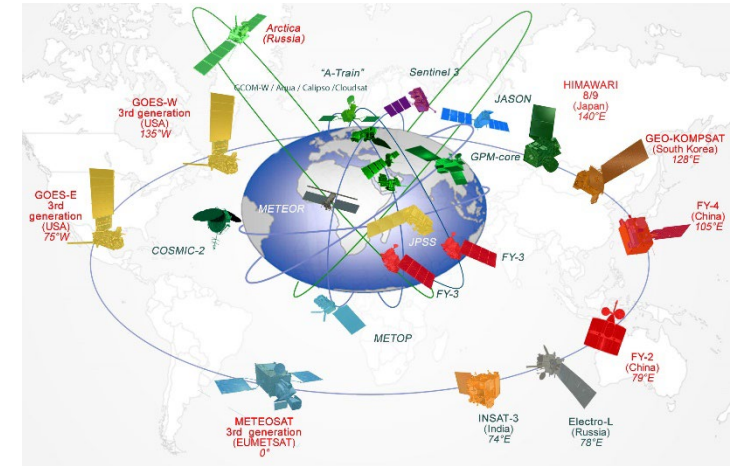 Arctica
(Russia)
"A-Train"
GCOM-W / Aqua / Calipso /Cloudsat
Sentinel 3
JASON
HIMAWARI
8/9
(Japan)
140°E
GOES-W
3rd generation
(USA)
135°W
GPM-core
GEO-KOMPSAT
(South Korea)
128°E
GOES-E
3rd
generation
(USA)
75°W
METEOR
FY-4
(China)
105°E
COSMIC-2
JPSS
FY-3
FY-3
METOP
FY-2
(China)
79°E
METEOSAT
3rd generation
(EUMETSAT)
0°
INSAT-3
(India)
74°E
Electro-L
(Russia)
78°E